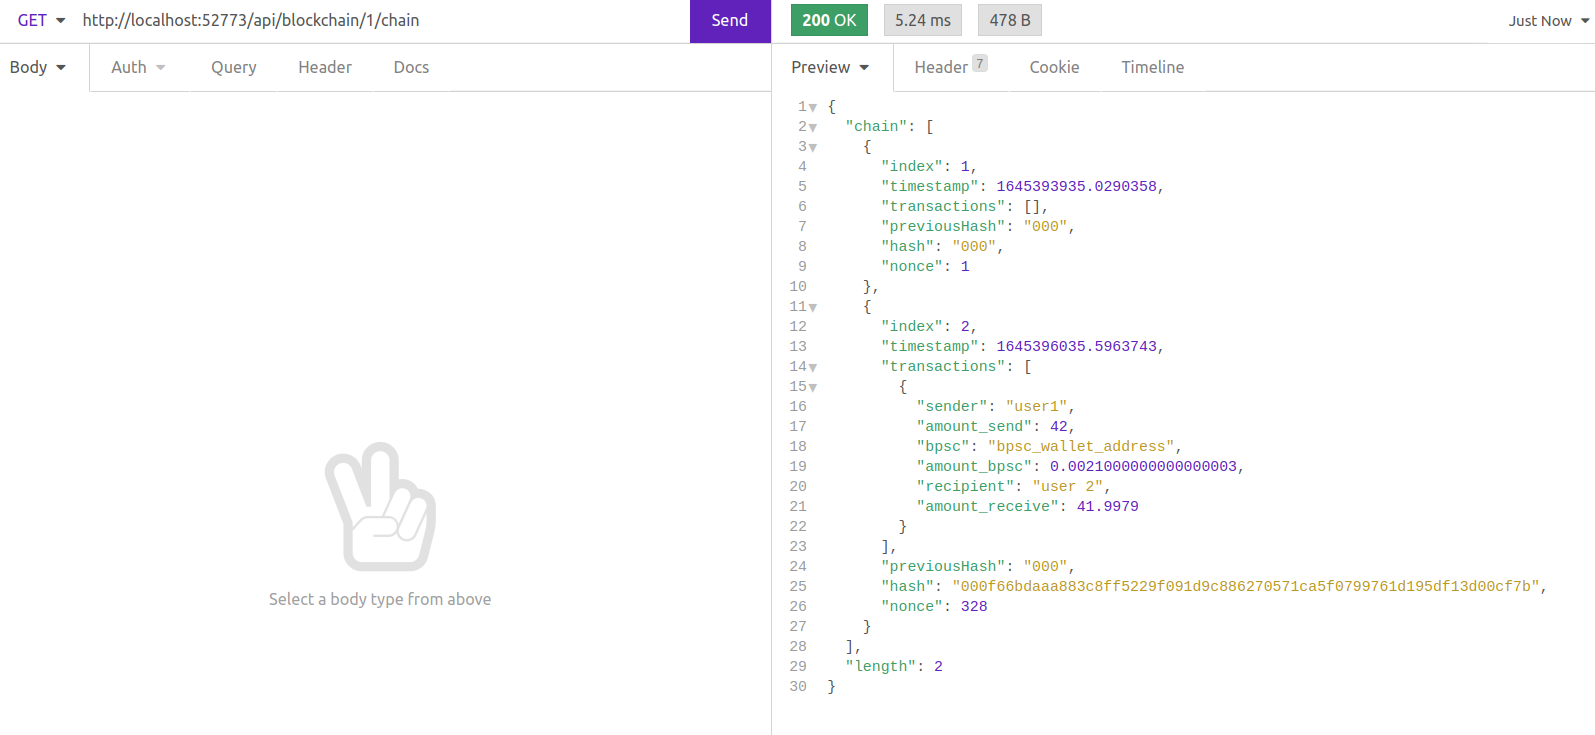 GET http://localhost:52773/api/blockchain/1/chain Send 200 OK 5.24 ms 478 B Just Now
Body Auth Query Header Docs Preview Header 7 Cookie Timeline
Select a body type from above
1 {
2 "chain": [
3 {
4 "index": 1,
5 "timestamp": 1645393935.0290358,
6 "transactions": [],
7 "previousHash": "000",
8 "hash": "000",
9 "nonce": 1
10 },
11 {
12 "index": 2,
13 "timestamp": 1645396035.5963743,
14 "transactions": [
15 {
16 "sender": "user1",
17 "amount_send": 42,
18 "bpsc": "bpsc_wallet_address",
19 "amount_bpsc": 0.0021000000000000003,
20 "recipient": "user 2",
21 "amount_receive": 41.9979
22 }
23 ],
24 "previousHash": "000",
25 "hash": "000f66bdaaa883c8ff5229f091d9c886270571ca5f0799761d195df13d00cf7b",
26 "nonce": 328
27 }
28 ],
29 "length": 2
30 }